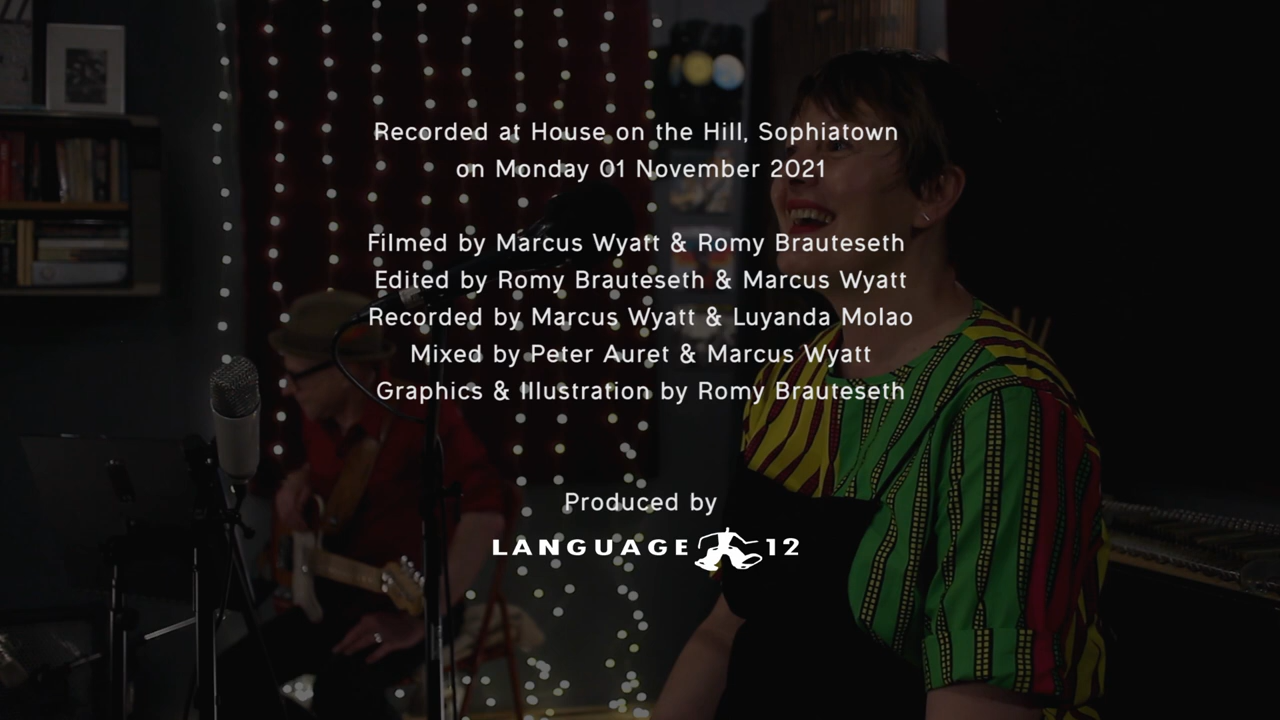 Recorded at House on the Hill, Sophiatown
on Monday 01 November 2021
Filmed by Marcus Wyatt & Romy Brauteseth
Edited by Romy Brauteseth & Marcus Wyatt
Recorded by Marcus Wyatt & Luyanda Molao
Mixed by Peter Auret & Marcus Wyatt
Graphics & Illustration by Romy Brauteseth
Produced by
LANGUAGE 12